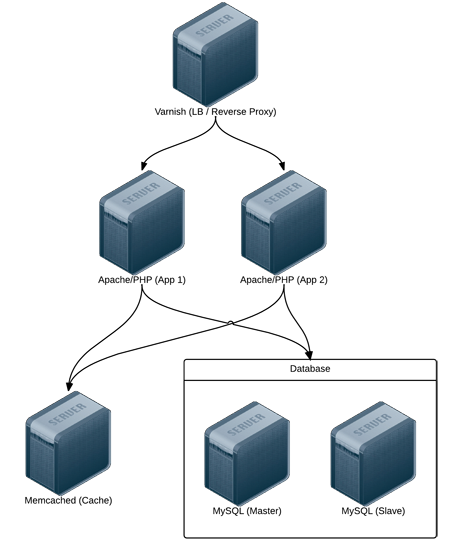 SERVER
Varnish (LB / Reverse Proxy)
SERVER
SERVER
Apache/PHP (App 1)
Apache/PHP (App 2)
Database
SERVER
SERVER
SERVER
Memcached (Cache)
MySQL (Master)
MySQL (Slave)